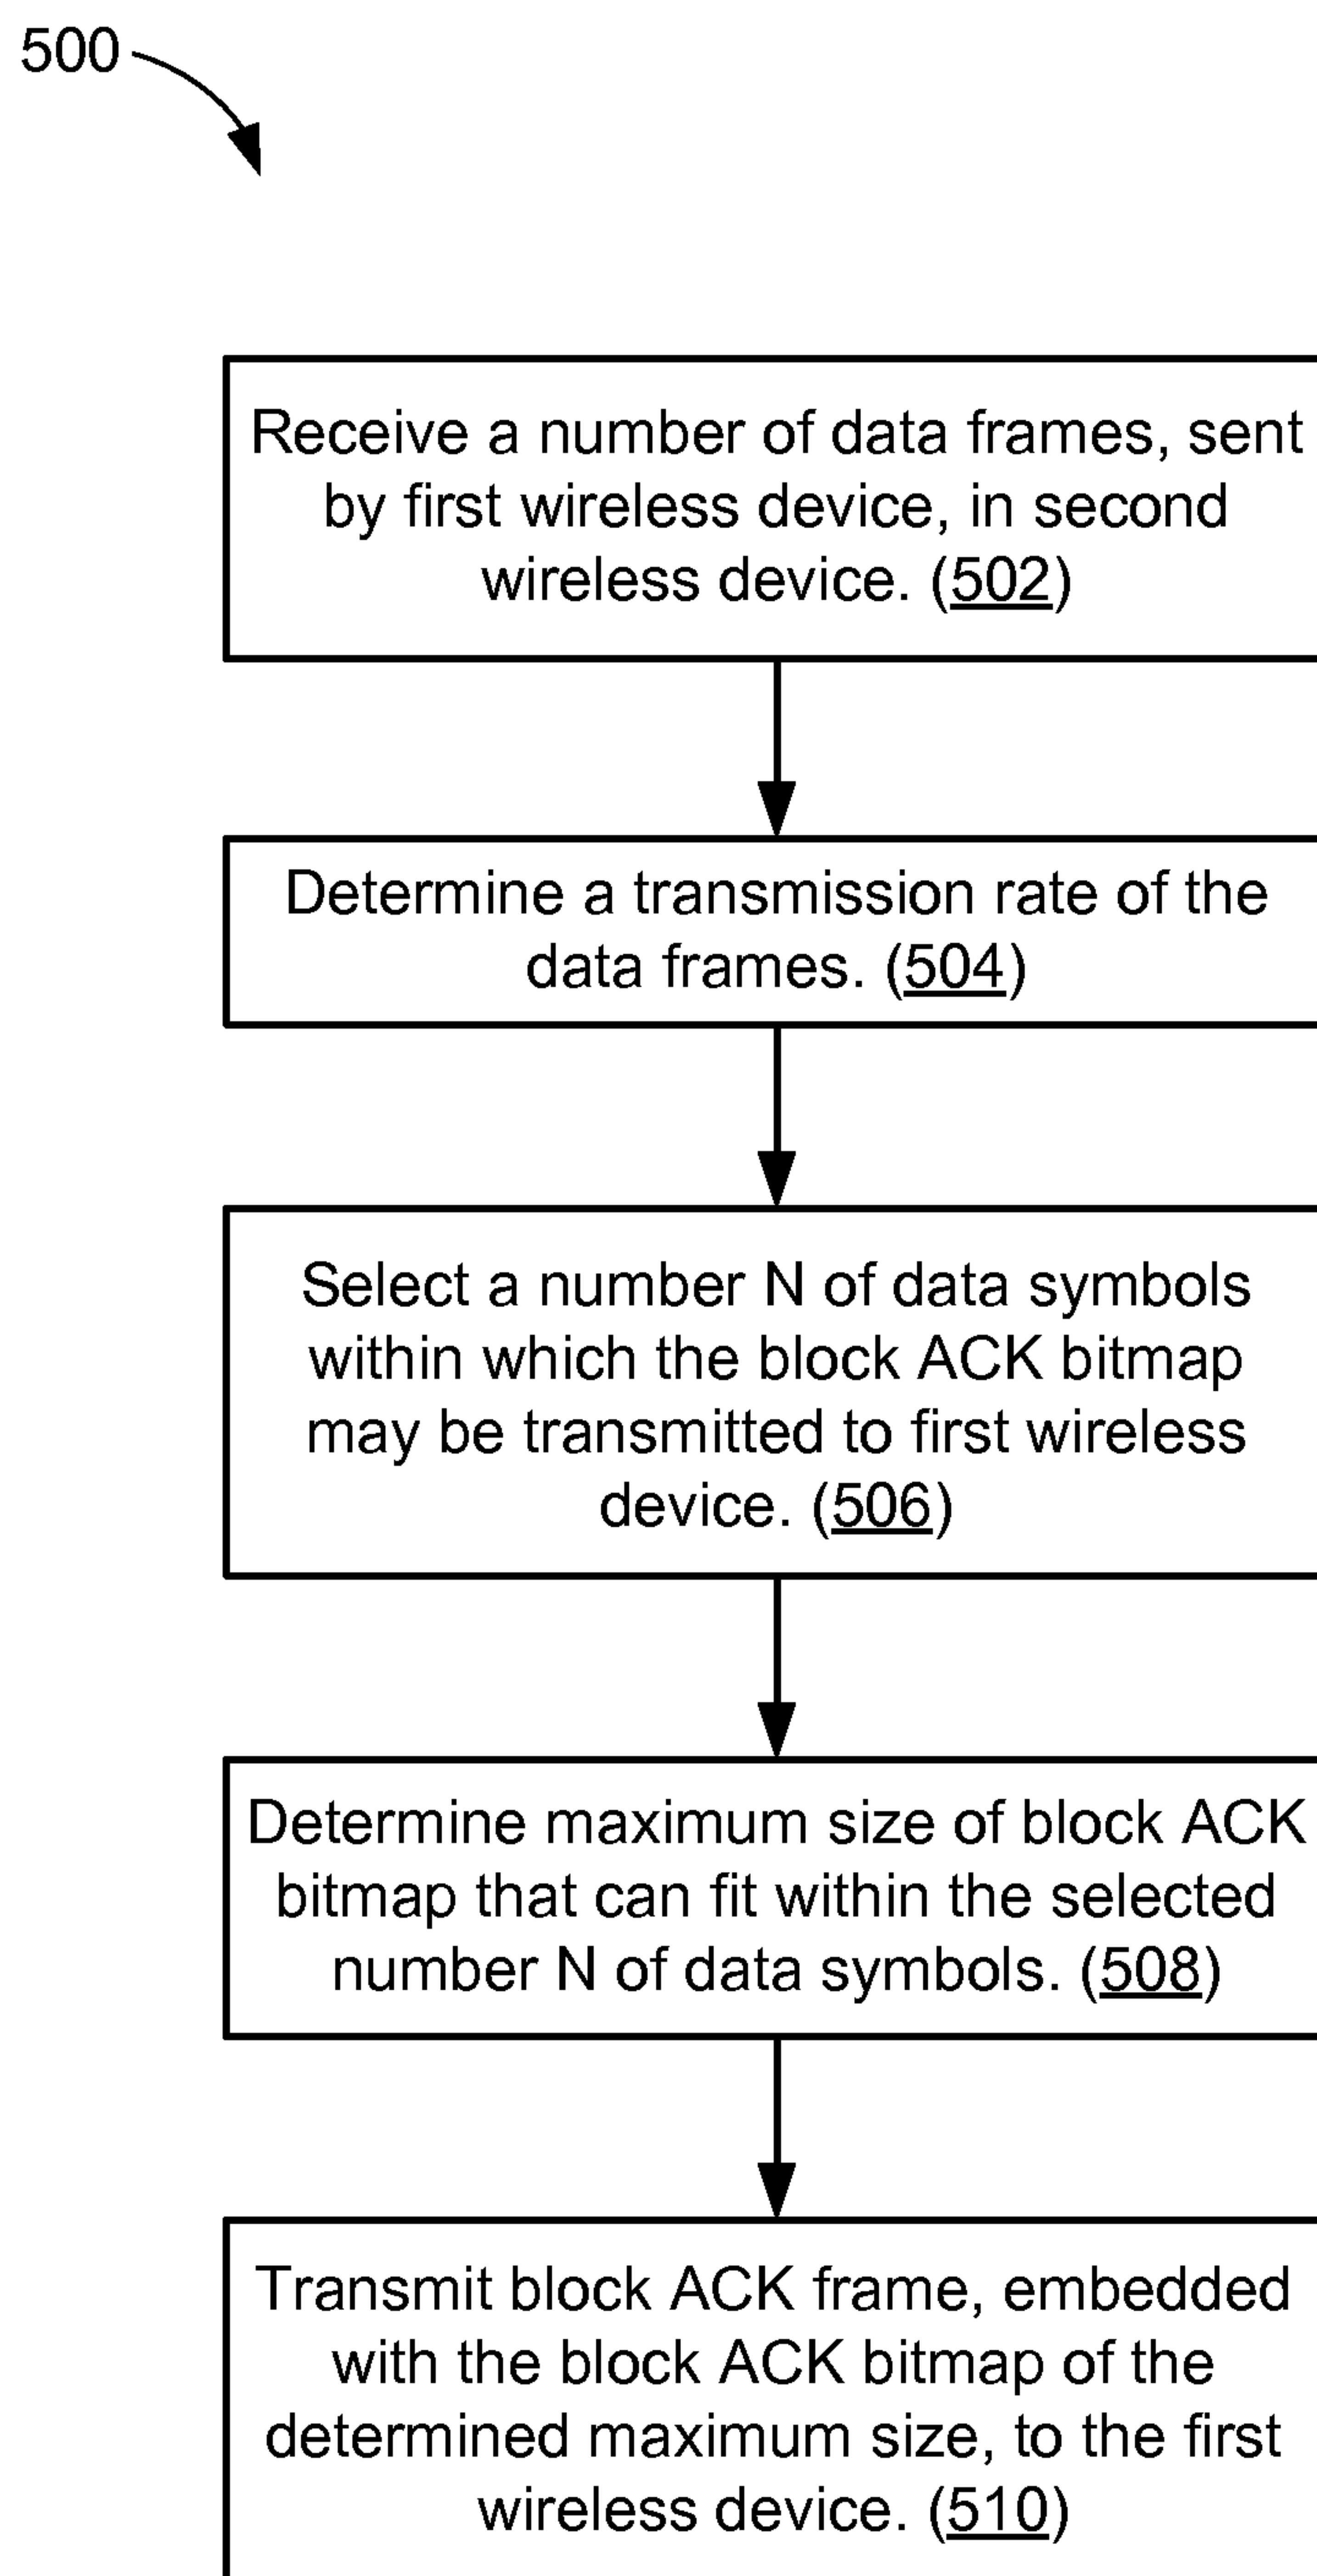 500
Receive a number of data frames, sent
by first wireless device, in second
wireless device. (502)
Determine a transmission rate of the
data frames. (504)
Select a number N of data symbols
within which the block ACK bitmap
may be transmitted to first wireless
device. (506)
Determine maximum size of block ACK
bitmap that can fit within the selected
number N of data symbols. (508)
Transmit block ACK frame, embedded
with the block ACK bitmap of the
determined maximum size, to the first
wireless device. (510)